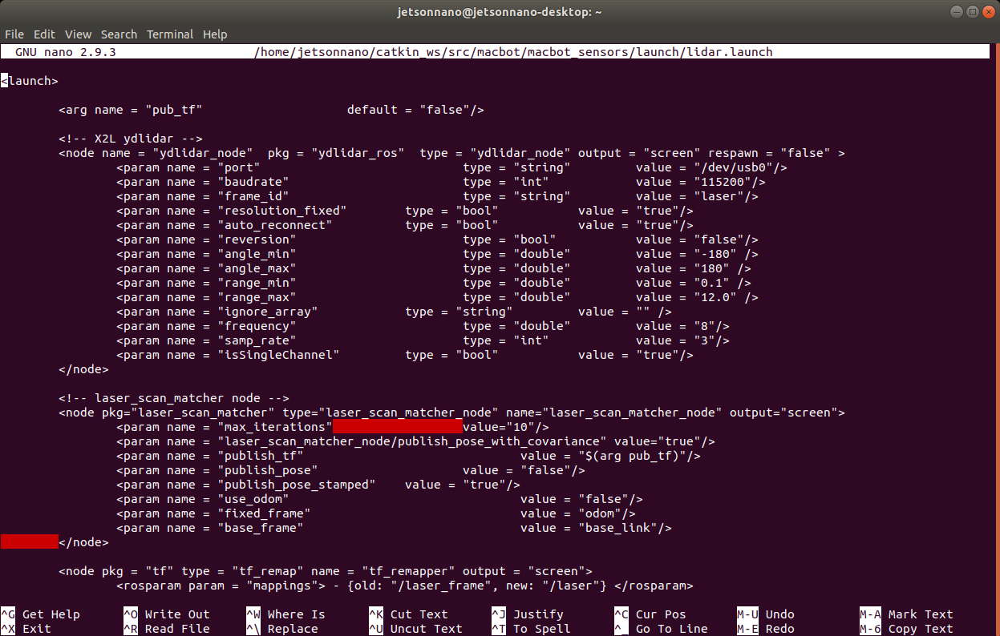 jetsonnano@jetsonnano-desktop: ~
File Edit View Search Terminal Help
GNU nano 2.9.3 /home/jetsonnano/catkin_ws/src/macbot/macbot_sensors/launch/lidar.launch
<launch>
<arg name = "pub_tf" default = "false"/>
<!-- X2L ydlidar -->
<node name = "ydlidar_node" pkg = "ydlidar_ros" type = "ydlidar_node" output = "screen" respawn = "false" >
<param name = "port" type = "string" value = "/dev/usb0"/>
<param name = "baudrate" type = "int" value = "115200"/>
<param name = "frame_id" type = "string" value = "laser"/>
<param name = "resolution_fixed" type = "bool" value = "true"/>
<param name = "auto_reconnect" type = "bool" value = "true"/>
<param name = "reversion" type = "bool" value = "false"/>
<param name = "angle_min" type = "double" value = "-180" />
<param name = "angle_max" type = "double" value = "180" />
<param name = "range_min" type = "double" value = "0.1" />
<param name = "range_max" type = "double" value = "12.0" />
<param name = "ignore_array" type = "string" value = "" />
<param name = "frequency" type = "double" value = "8"/>
<param name = "samp_rate" type = "int" value = "3"/>
<param name = "isSingleChannel" type = "bool" value = "true"/>
</node>
<!-- laser_scan_matcher node -->
<node pkg="laser_scan_matcher" type="laser_scan_matcher_node" name="laser_scan_matcher_node" output="screen">
<param name = "max_iterations" value="10"/>
<param name = "laser_scan_matcher_node/publish_pose_with_covariance" value="true"/>
<param name = "publish_tf" value = "$(arg pub_tf)"/>
<param name = "publish_pose" value = "false"/>
<param name = "publish_pose_stamped" value = "true"/>
<param name = "use_odom" value = "false"/>
<param name = "fixed_frame" value = "odom"/>
<param name = "base_frame" value = "base_link"/>
</node>
<node pkg = "tf" type = "tf_remap" name = "tf_remapper" output = "screen">
<rosparam param = "mappings"> - {old: "/laser_frame", new: "/laser"} </rosparam>
^G Get Help ^O Write Out ^W Where Is ^K Cut Text ^J Justify ^C Cur Pos M-U Undo M-A Mark Text
^X Exit ^R Read File ^\ Replace ^U Uncut Text ^T To Spell ^_ Go To Line M-E Redo M-6 Copy Text